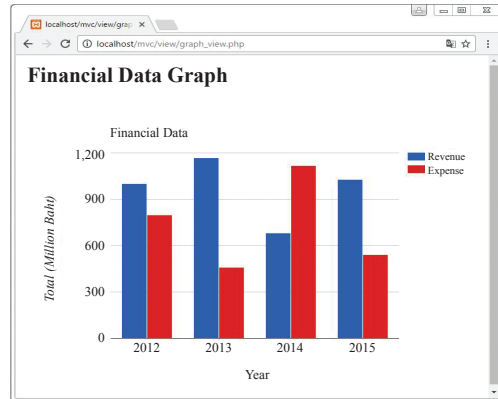 localhost/mvc/view/grap
localhost/mvc/view/graph_view.php
Financial Data Graph
Financial Data
1,200
900
600
300
0
Total (Million Baht)
2012 2013 2014 2015
Year
Revenue
Expense